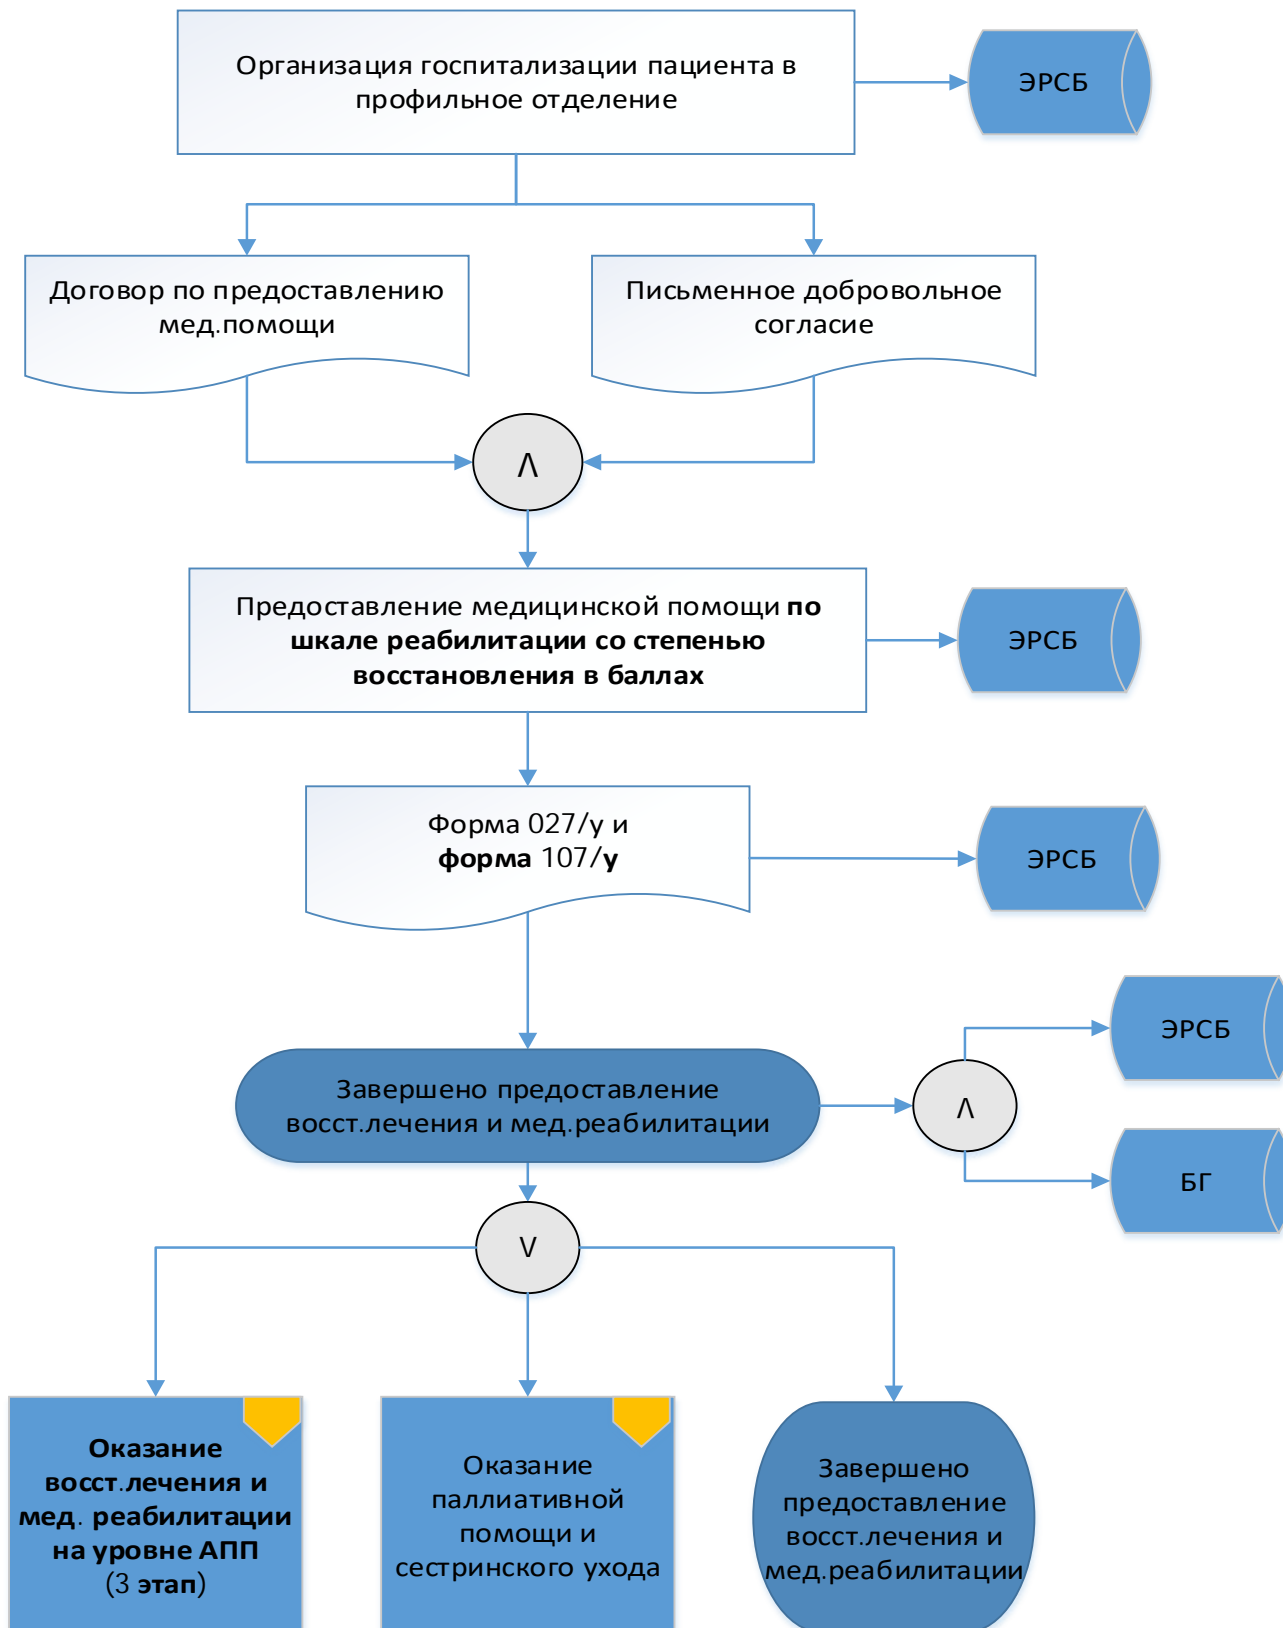 Организация госпитализации пациента в
профильное отделение
ЭРСБ
Договор по предоставлению
мед.помощи
Письменное добровольное
согласие
Λ
Предоставление медицинской помощи по
шкале реабилитации со степенью
восстановления в баллах
ЭРСБ
Форма 027/у и
форма 107/у
ЭРСБ
ЭРСБ
Завершено предоставление
восст.лечения и мед.реабилитации
Λ
БГ
V
Оказание
восст.лечения и
мед. реабилитации
на уровне АПП
(3 этап)
Оказание
паллиативной
помощи и
сестринского ухода
Завершено
предоставление
восст.лечения и
мед.реабилитации